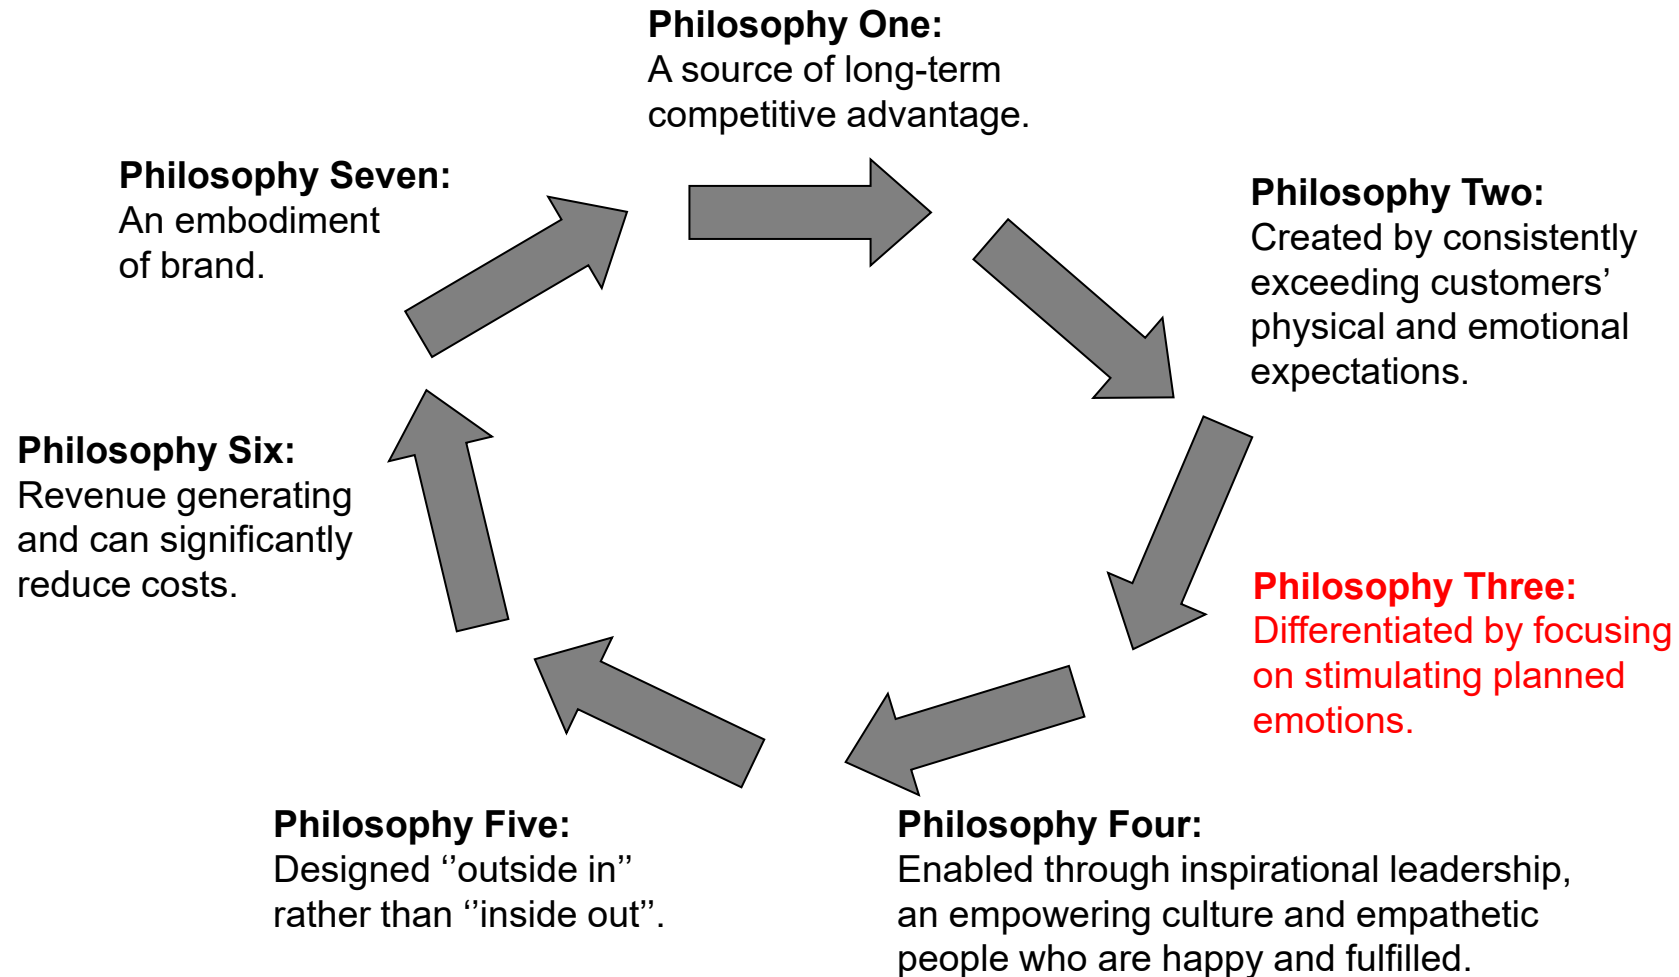 Philosophy One:
A source of long-term
competitive advantage.
Philosophy Two:
Created by consistently
exceeding customers’
physical and emotional
expectations.
Philosophy Three:
Differentiated by focusing
on stimulating planned
emotions.
Philosophy Four:
Enabled through inspirational leadership,
an empowering culture and empathetic
people who are happy and fulfilled.
Philosophy Five:
Designed ‘’outside in’’
rather than ‘’inside out’’.
Philosophy Six:
Revenue generating
and can significantly
reduce costs.
Philosophy Seven:
An embodiment
of brand.